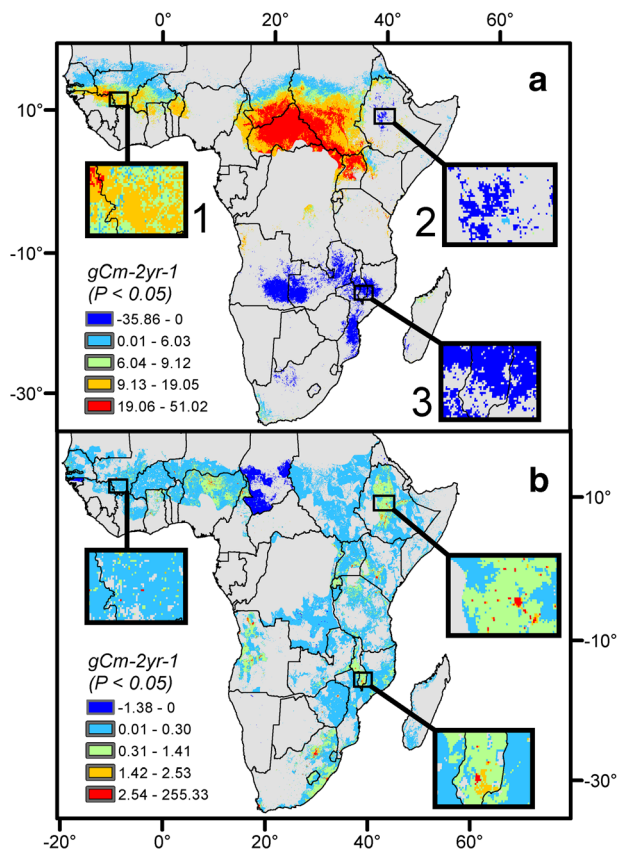 0° 20° 40° 60°
a
10°
1
2
-10°
gCm-2yr-1
(P < 0.05)
-35.86 - 0
0.01 - 6.03
6.04 - 9.12
9.13 - 19.05
19.06 - 51.02
3
-30°
b
10°
-10°
gCm-2yr-1
(P < 0.05)
-1.38 - 0
0.01 - 0.30
0.31 - 1.41
1.42 - 2.53
2.54 - 255.33
-30°
-20° 0° 20° 40° 60°